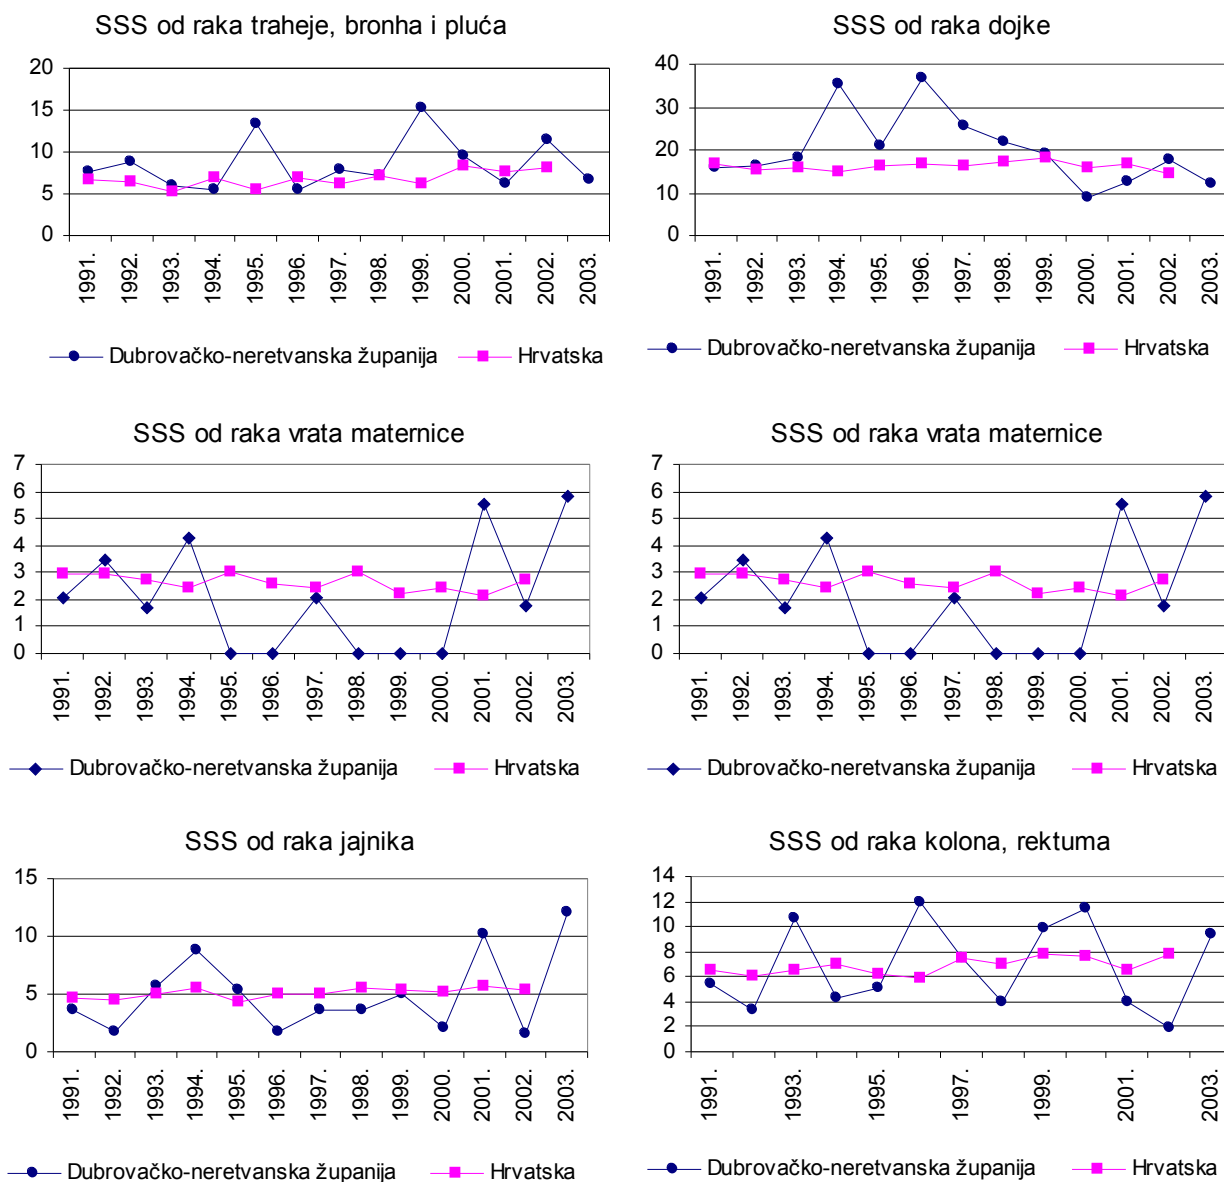 SSS od raka traheje, bronha i pluća
20
15
10
5
0
1991. 1992. 1993. 1994. 1995. 1996. 1997. 1998. 1999. 2000. 2001. 2002. 2003.
Dubrovačko-neretvanska županija Hrvatska
SSS od raka dojke
40
30
20
10
0
1991. 1992. 1993. 1994. 1995. 1996. 1997. 1998. 1999. 2000. 2001. 2002. 2003.
Dubrovačko-neretvanska županija Hrvatska
SSS od raka vrata maternice
7
6
5
4
3
2
1
0
1991. 1992. 1993. 1994. 1995. 1996. 1997. 1998. 1999. 2000. 2001. 2002. 2003.
Dubrovačko-neretvanska županija Hrvatska
SSS od raka vrata maternice
7
6
5
4
3
2
1
0
1991. 1992. 1993. 1994. 1995. 1996. 1997. 1998. 1999. 2000. 2001. 2002. 2003.
Dubrovačko-neretvanska županija Hrvatska
SSS od raka jajnika
15
10
5
0
1991. 1992. 1993. 1994. 1995. 1996. 1997. 1998. 1999. 2000. 2001. 2002. 2003.
Dubrovačko-neretvanska županija Hrvatska
SSS od raka kolona, rektuma
14
12
10
8
6
4
2
0
1991. 1993. 1995. 1997. 1999. 2001. 2003.
Dubrovačko-neretvanska županija Hrvatska